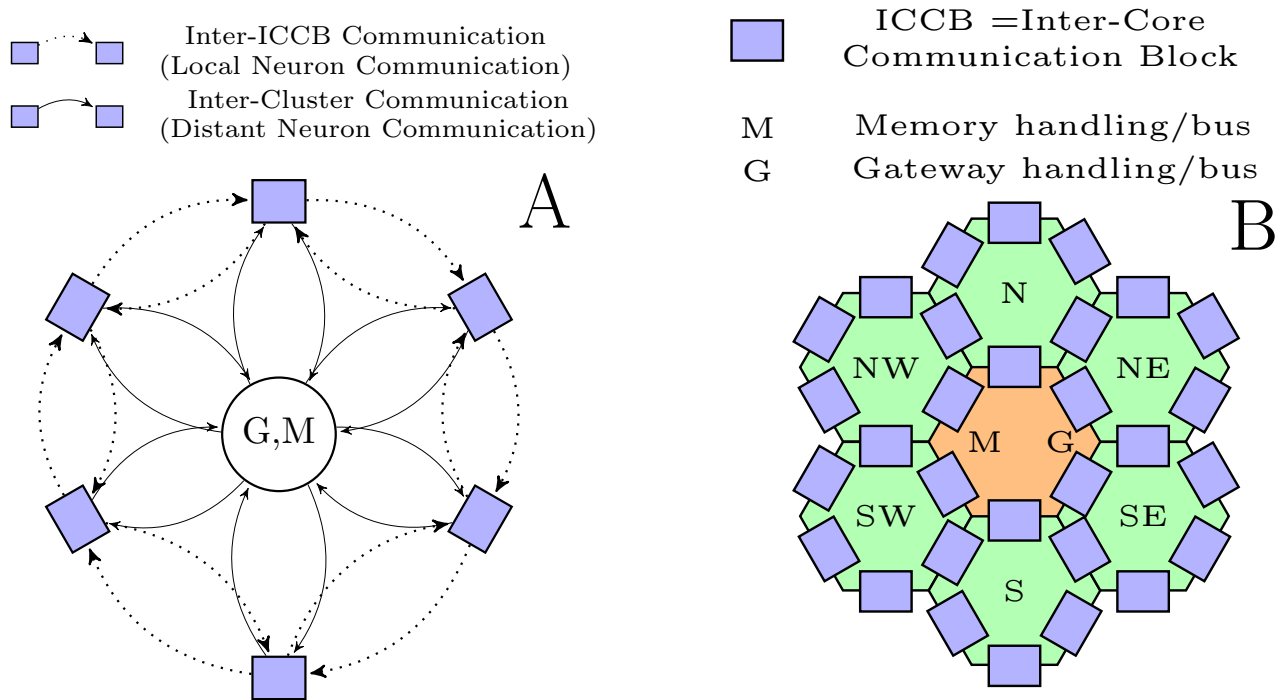 Inter-ICCB Communication
(Local Neuron Communication)
Inter-Cluster Communication
(Distant Neuron Communication)
A
G,M
ICCB =Inter-Core
Communication Block
M Memory handling/bus
G Gateway handling/bus
B
N
NW NE
M G
SW SE
S